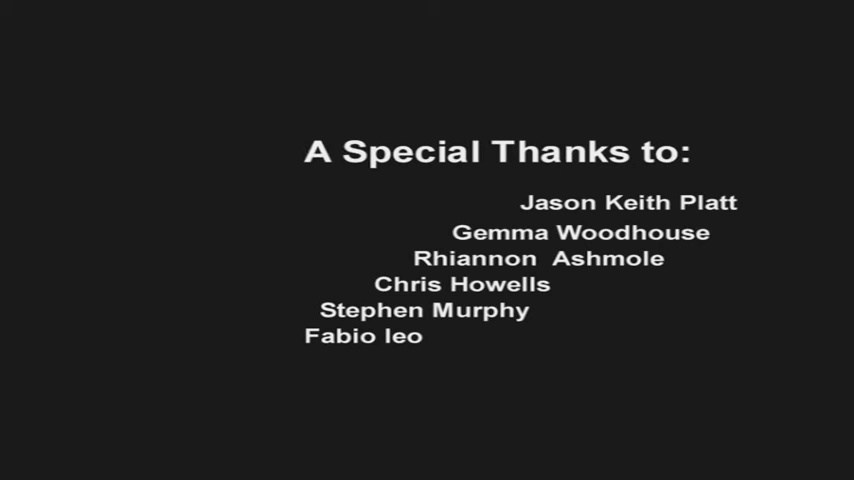 A Special Thanks to:
Jason Keith Platt
Gemma Woodhouse
Rhiannon  Ashmole
Chris Howells
Stephen Murphy
Fabio leo